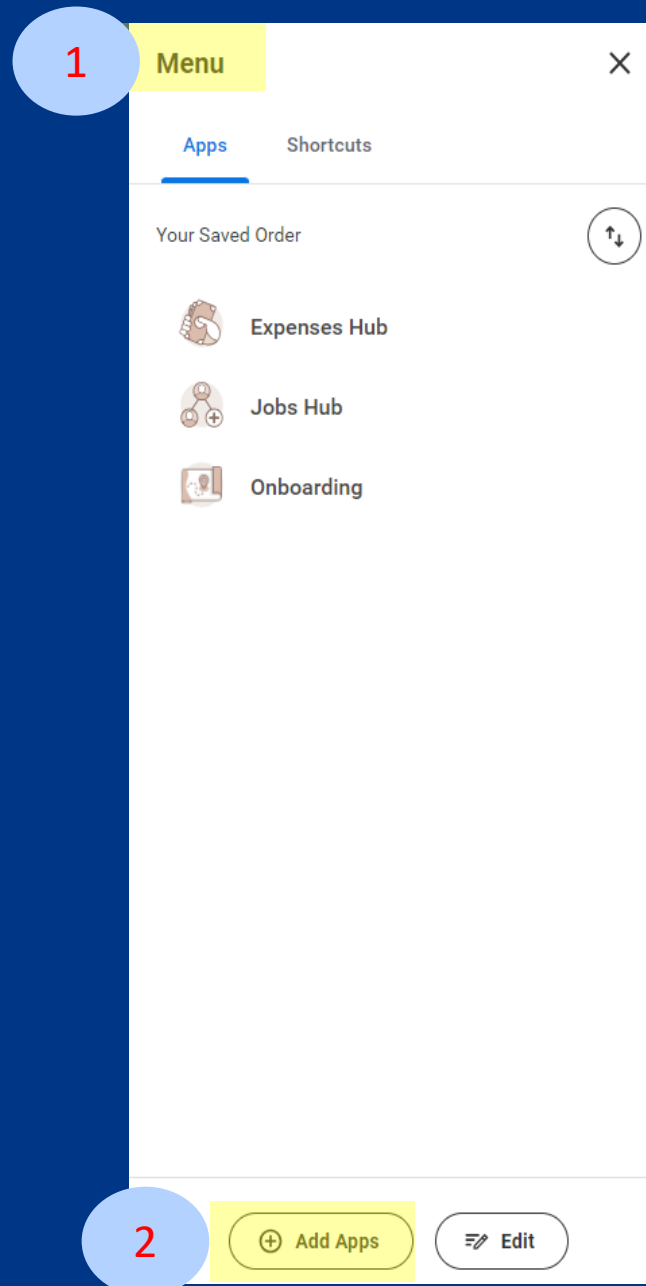 1
Menu
Apps Shortcuts
Your Saved Order
Expenses Hub
Jobs Hub
Onboarding
2
Add Apps Edit